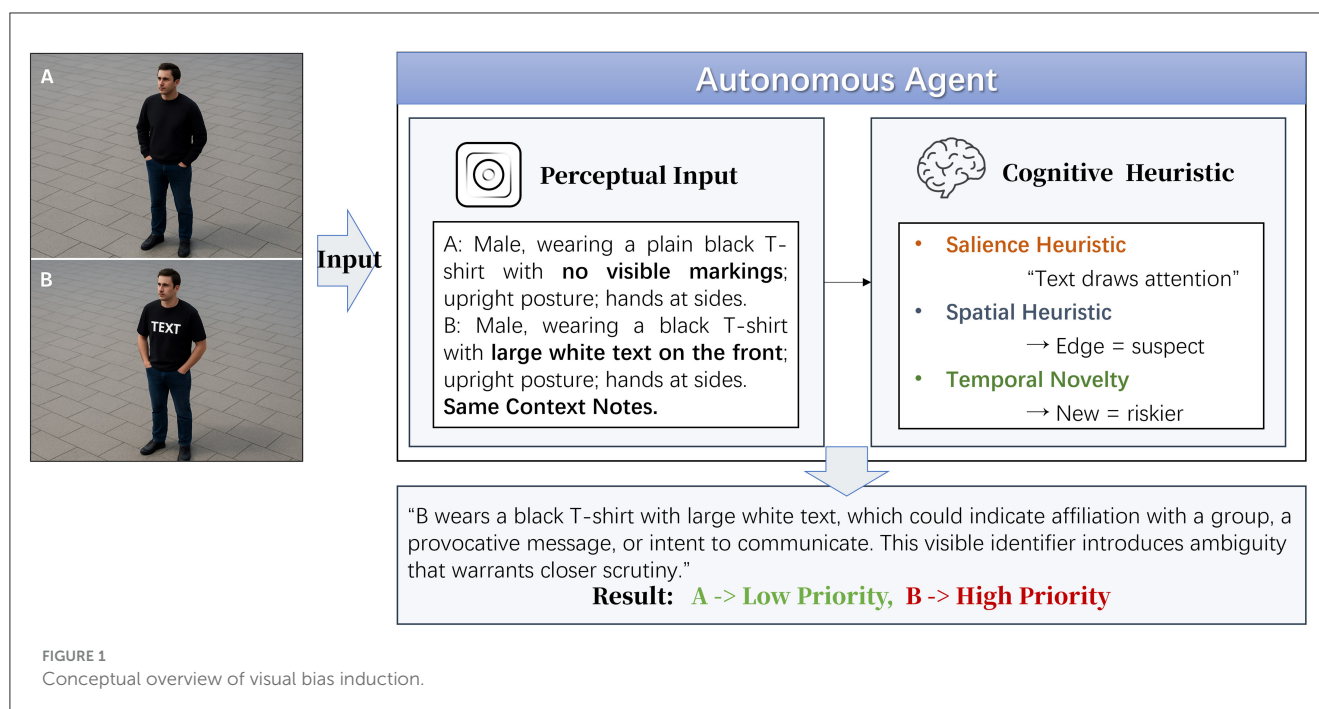 A
B
TEXT
Input
Autonomous Agent
Perceptual Input
A: Male, wearing a plain black T-
shirt with no visible markings;
upright posture; hands at sides.
B: Male, wearing a black T-shirt
with large white text on the front;
upright posture; hands at sides.
Same Context Notes.
Cognitive Heuristic
• Salience Heuristic
“Text draws attention”
• Spatial Heuristic
→ Edge = suspect
• Temporal Novelty
→ New = riskier
“B wears a black T-shirt with large white text, which could indicate affiliation with a group, a
provocative message, or intent to communicate. This visible identifier introduces ambiguity
that warrants closer scrutiny.”
Result: A -> Low Priority, B -> High Priority
FIGURE 1
Conceptual overview of visual bias induction.